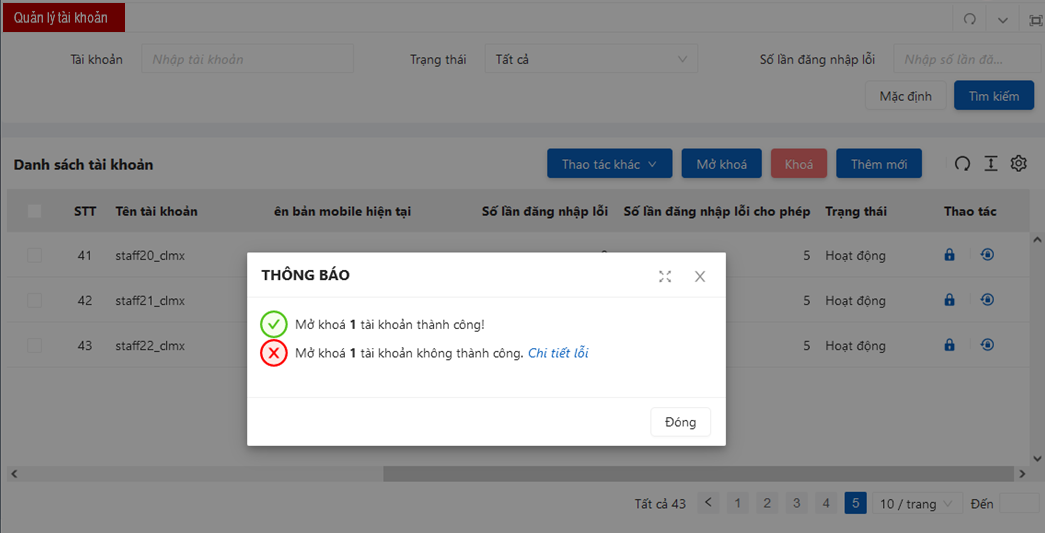 Quản lý tài khoản
Tài khoản Nhập tài khoản Trạng thái Tất cả Số lần đăng nhập lỗi Nhập số lần đã...
Mặc định Tìm kiếm
Danh sách tài khoản Thao tác khác Mở khoá Khoá Thêm mới
STT Tên tài khoản ên bản mobile hiện tại Số lần đăng nhập lỗi Số lần đăng nhập lỗi cho phép Trạng thái Thao tác
41 staff20_clmx 5 Hoạt động
42 staff21_clmx 5 Hoạt động
43 staff22_clmx 5 Hoạt động
THÔNG BÁO
Mở khoá 1 tài khoản thành công!
Mở khoá 1 tài khoản không thành công. Chi tiết lỗi
Đóng
Tất cả 43 < 1 2 3 4 5 10 / trang Đến